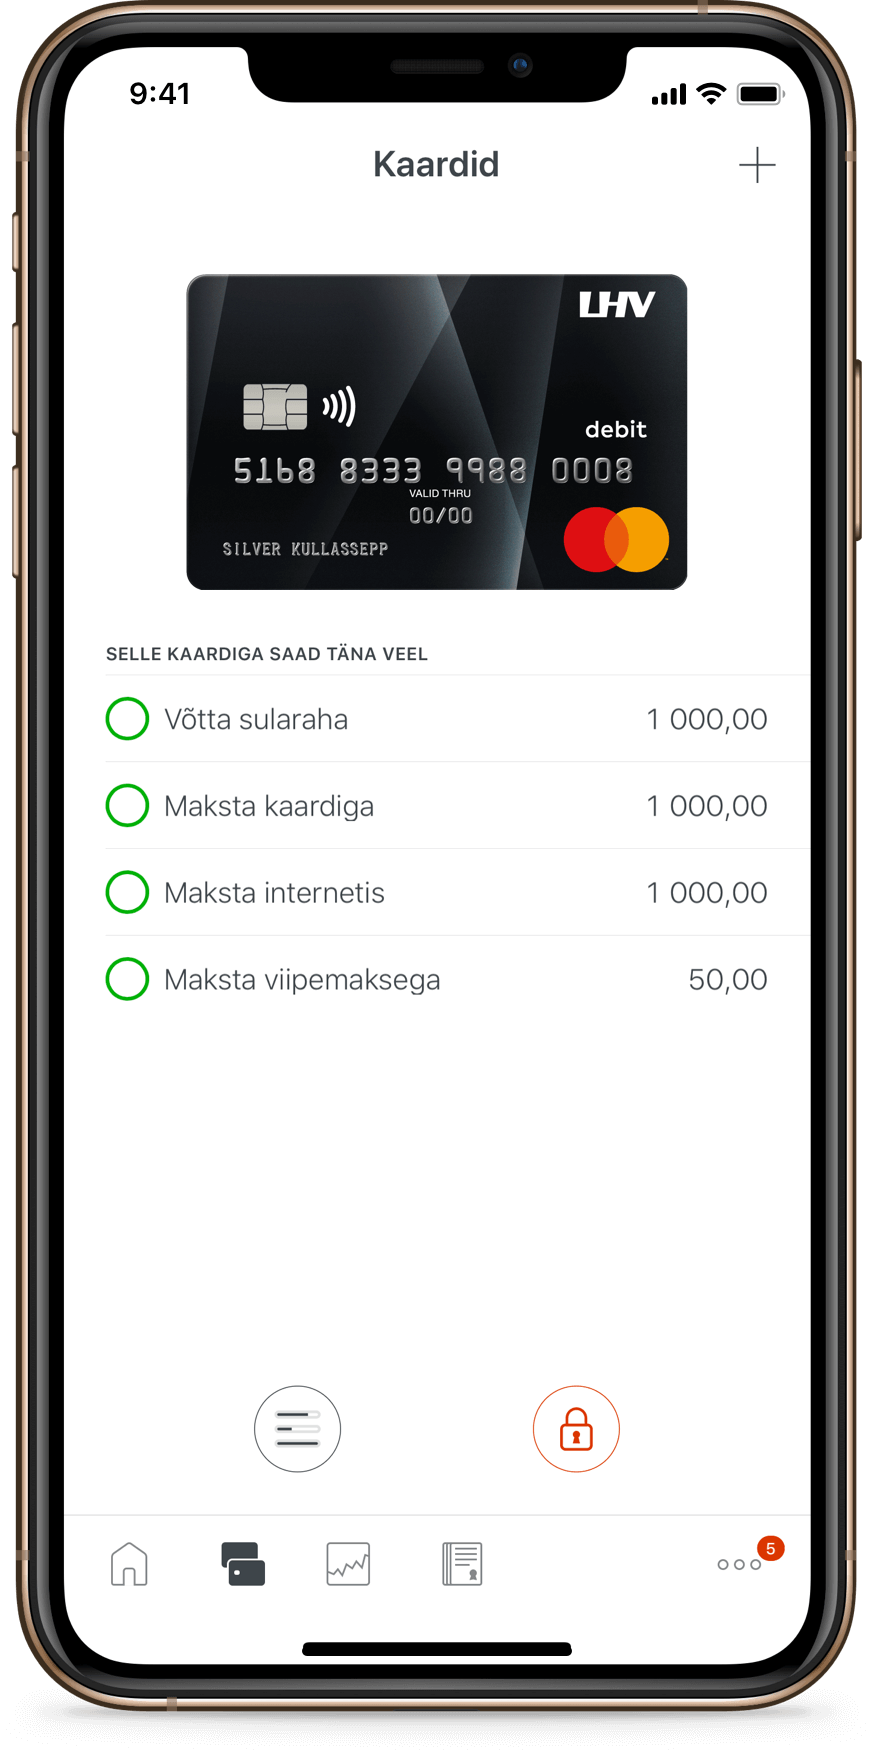 9:41
Kaardid
LHV
debit
5168 8333 9988 0008
VALID THRU
00/00
SILVER KULLASSEPP
SELLE KAARDIGA SAAD TÄNA VEEL
Võtta sularaha 1 000,00
Maksta kaardiga 1 000,00
Maksta internetis 1 000,00
Maksta viipemaksega 50,00
5